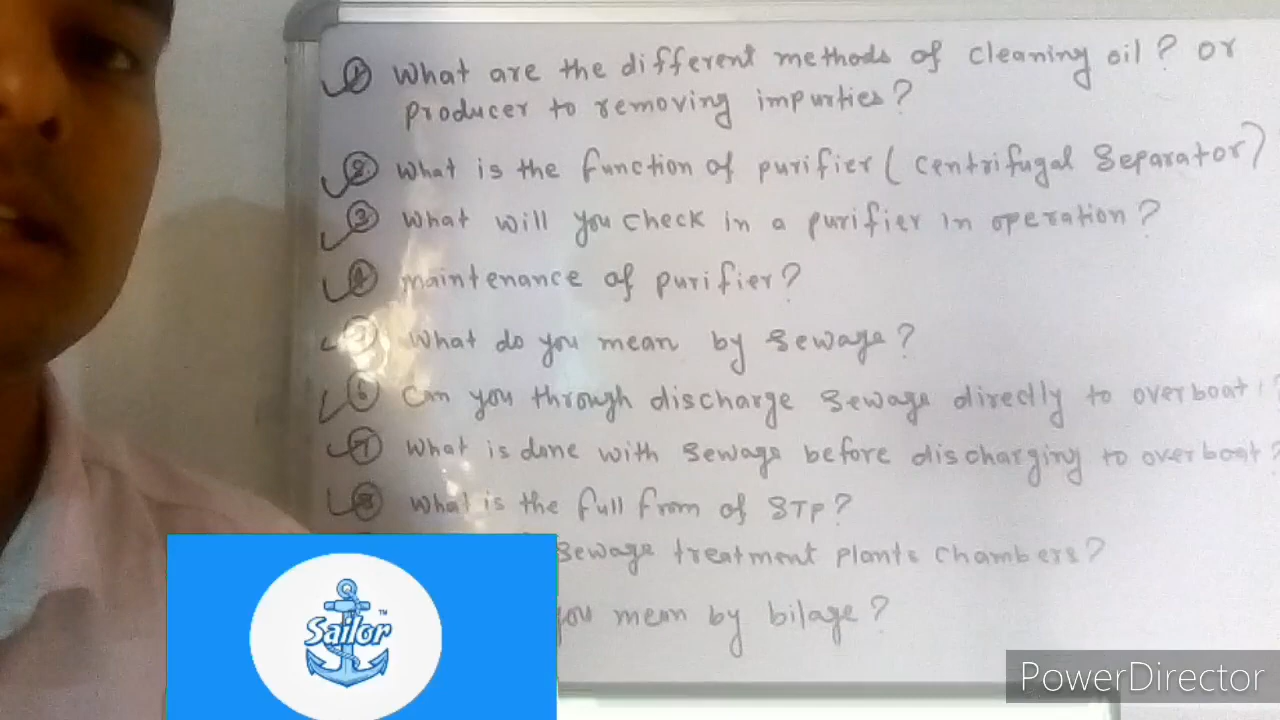 1 What are the different methods of cleaning oil? or
producer to removing impurties?
2 What is the function of purifier (centrifugal Separator)
3 What will you check in a purifier in operation?
4 maintenance of purifier?
What do you mean by sewage?
6 Can you through discharge sewage directly to overboat ?
7 What is done with sewage before discharging to overboat ?
8 What is the full from of STP?
sewage treatment plants chambers?
you mean by bilage?
Sailor™
PowerDirector